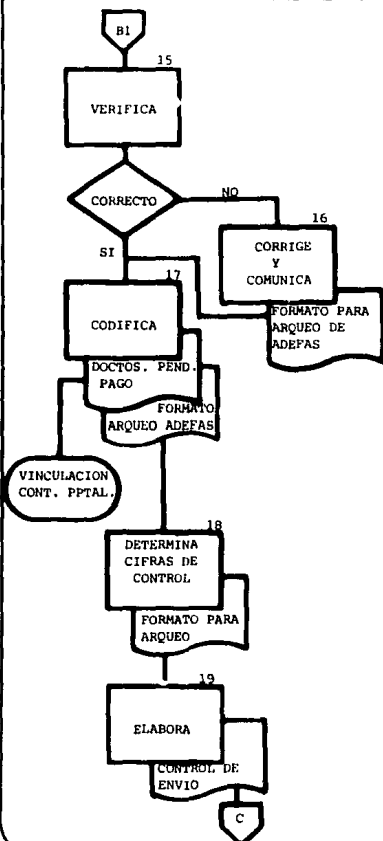 B1
15
VERIFICA
CORRECTO
NO
16
CORRIGE
Y
COMUNICA
FORMATO PARA
ARQUEO DE
ADEFAS
SI
17
CODIFICA
DOCTOS. PEND.
PAGO
FORMATO
ARQUEO ADEFAS
VINCULACION
CONT. PPTAL.
18
DETERMINA
CIFRAS DE
CONTROL
FORMATO PARA
ARQUEO
19
ELABORA
CONTROL DE
ENVIO
C